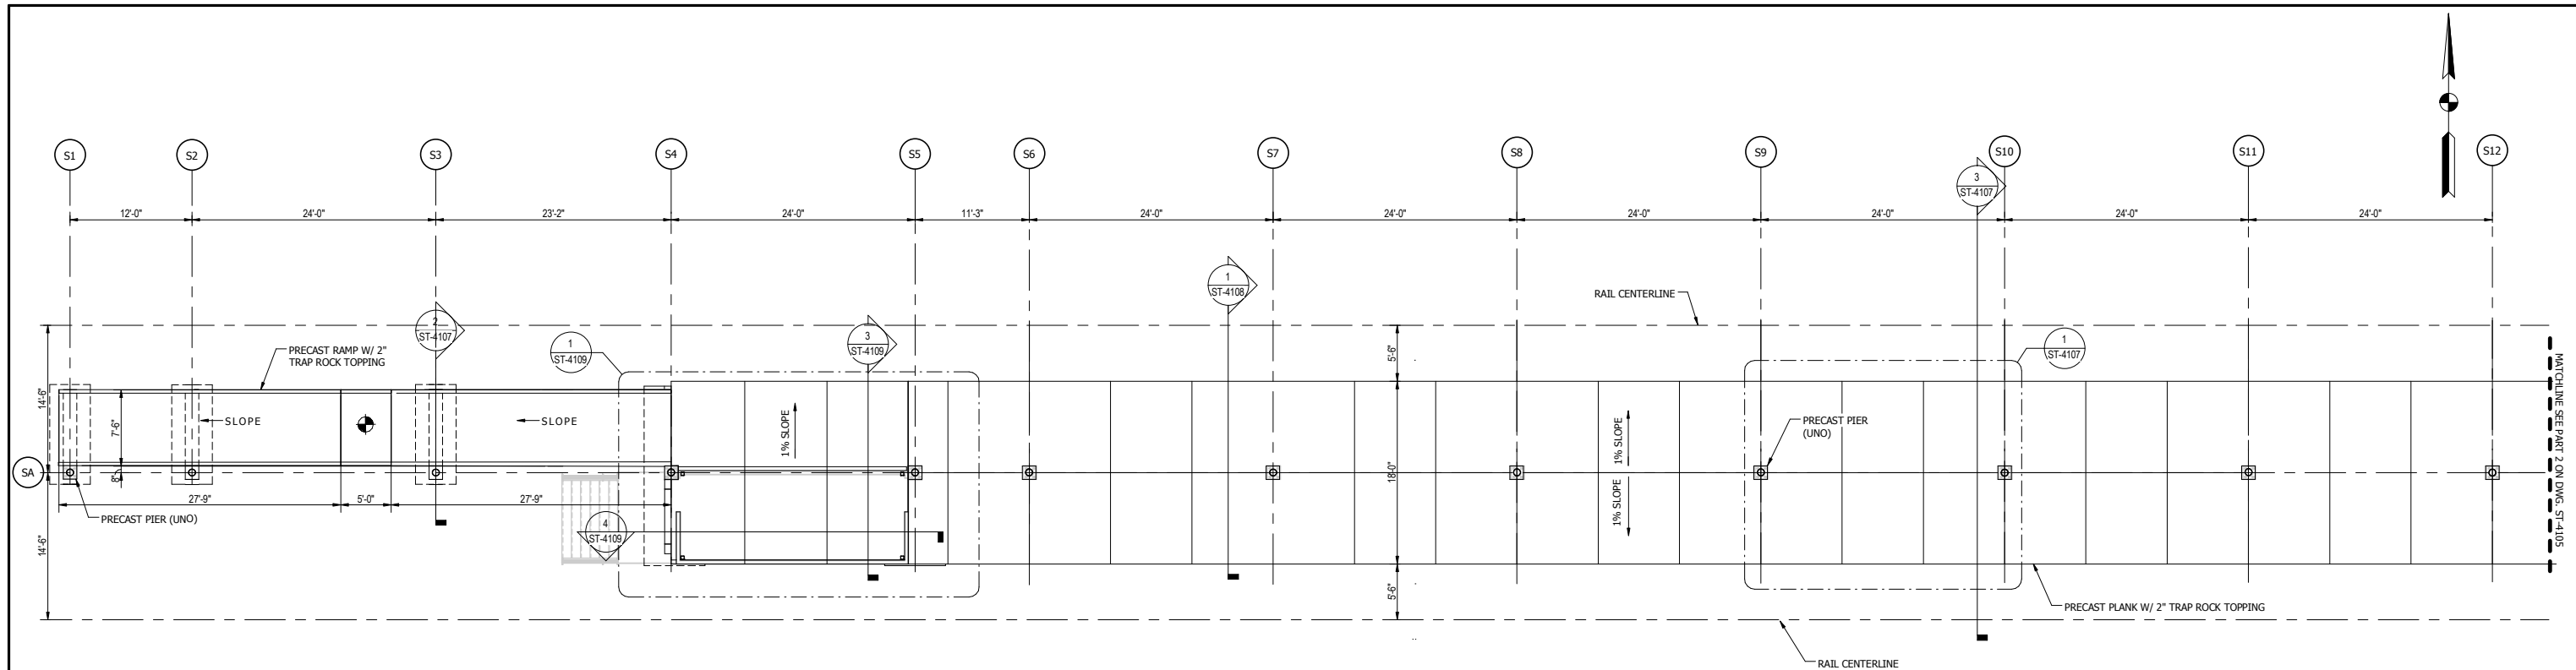 S1 S2 S3 S4 S5 S6 S7 S8 S9 S10 S11 S12
12'-0" 24'-0" 23'-2" 24'-0" 11'-3" 24'-0" 24'-0" 24'-0" 24'-0" 24'-0" 24'-0"
3
ST-4107
1
ST-4108
RAIL CENTERLINE
2
ST-4107
3
ST-4109
1
ST-4109
1
ST-4107
PRECAST RAMP W/ 2"
TRAP ROCK TOPPING
5'-6"
14'-6"
7'-6"
SLOPE
SLOPE
1% SLOPE
1% SLOPE
PRECAST PIER
(UNO)
MATCHLINE SEE PART 2 ON DWG. ST-4105
SA
8"
18'-0"
27'-9" 5'-0" 27'-9"
1% SLOPE
PRECAST PIER (UNO)
4
ST-4109
14'-6"
5'-6"
PRECAST PLANK W/ 2" TRAP ROCK TOPPING
RAIL CENTERLINE